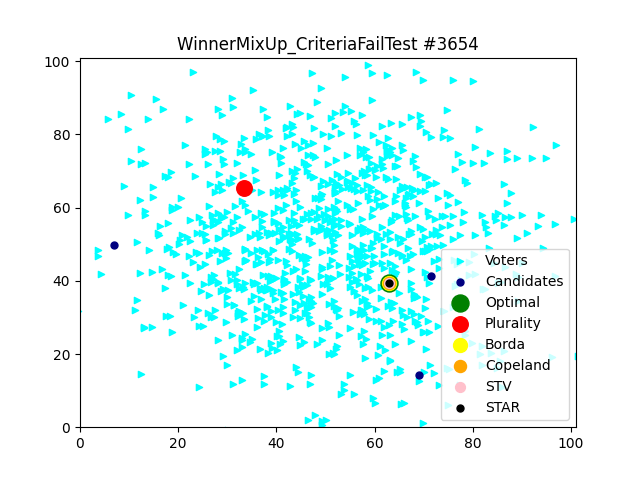 WinnerMixUp_CriteriaFailTest #3654
100
80
60
40
20
0
0
20
40
60
80
100
Voters
Candidates
Optimal
Plurality
Borda
Copeland
STV
STAR